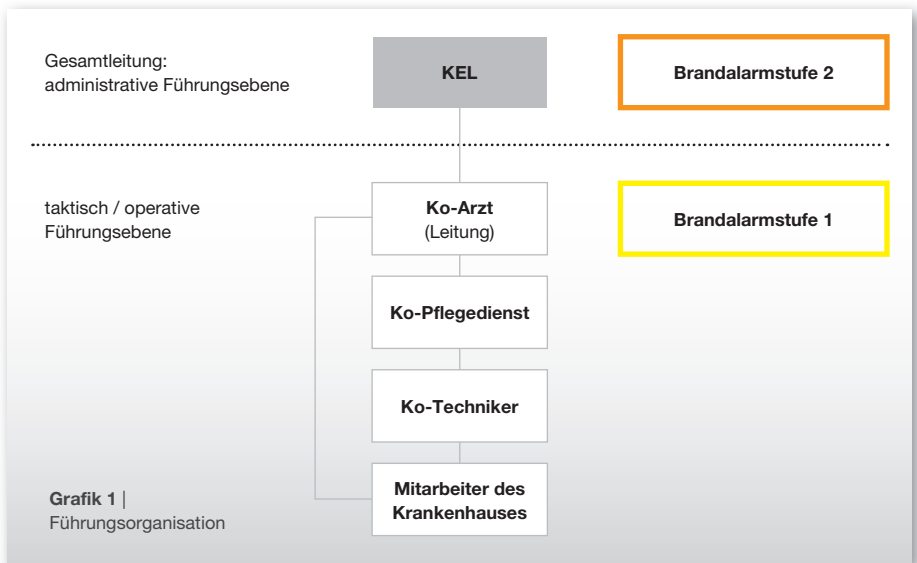 Gesamtleitung:
administrative Führungsebene
KEL
Brandalarmstufe 2
taktisch / operative
Führungsebene
Ko-Arzt
(Leitung)
Brandalarmstufe 1
Ko-Pflegedienst
Ko-Techniker
Mitarbeiter des
Krankenhauses
Grafik 1 |
Führungsorganisation